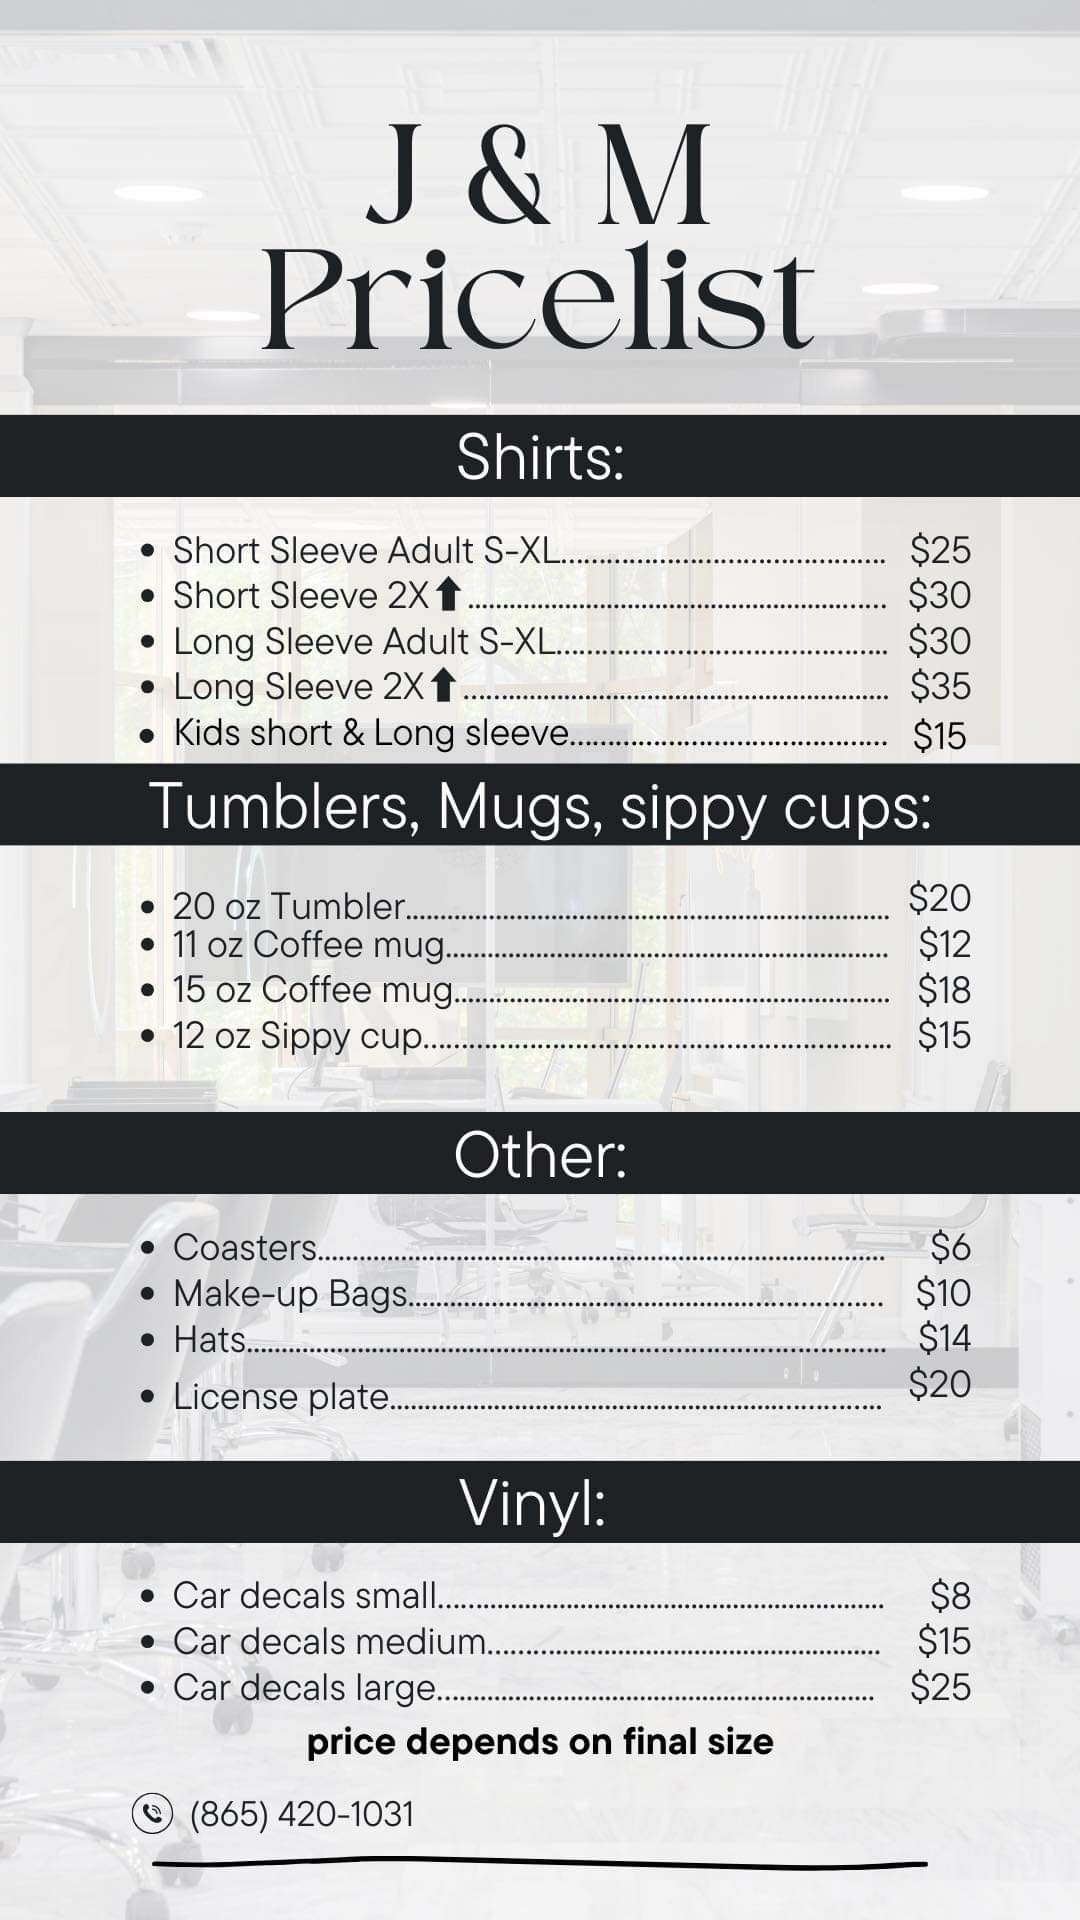 J & M
Pricelist
Shirts:
• Short Sleeve Adult S-XL........................................... $25
• Short Sleeve 2X⬆...................................................... $30
• Long Sleeve Adult S-XL............................................ $30
• Long Sleeve 2X⬆....................................................... $35
• Kids short & Long sleeve.......................................... $15
Tumblers, Mugs, sippy cups:
• 20 oz Tumbler............................................................... $20
• 11 oz Coffee mug.......................................................... $12
• 15 oz Coffee mug......................................................... $18
• 12 oz Sippy cup............................................................. $15
Other:
• Coasters.......................................................................... $6
• Make-up Bags.............................................................. $10
• Hats................................................................................... $14
• License plate................................................................ $20
Vinyl:
• Car decals small.......................................................... $8
• Car decals medium.................................................... $15
• Car decals large.......................................................... $25
price depends on final size
(865) 420-1031